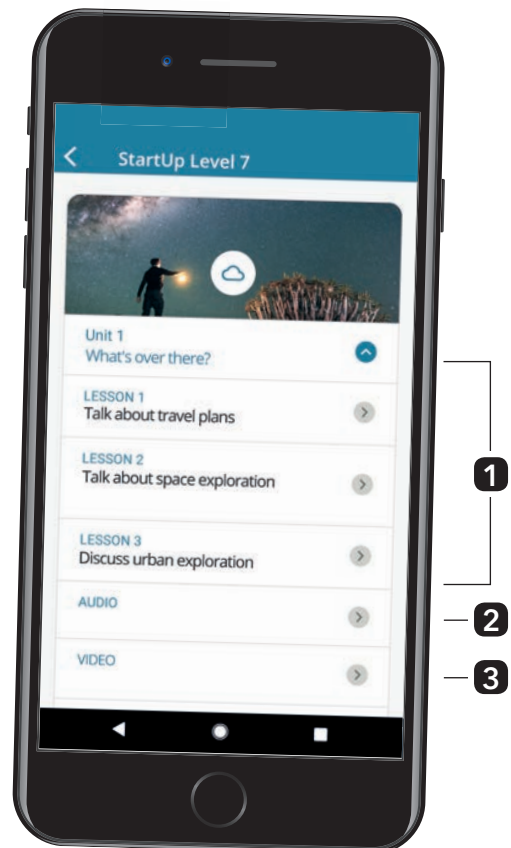 StartUp Level 7
Unit 1
What's over there?
LESSON 1
Talk about travel plans
LESSON 2
Talk about space exploration
LESSON 3
Discuss urban exploration
AUDIO
VIDEO
1
2
3